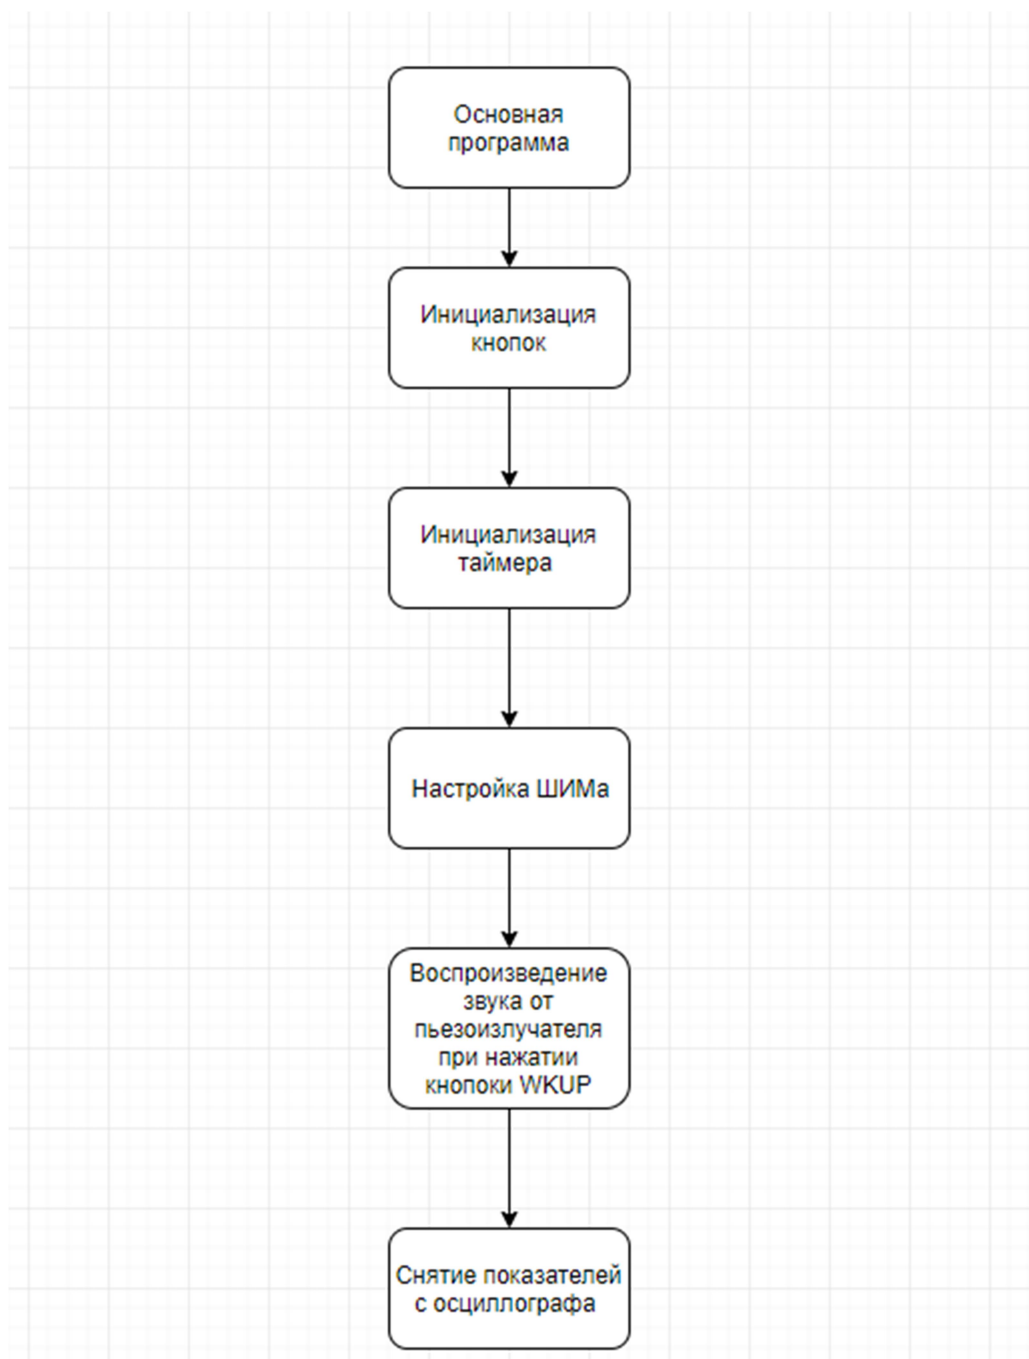 Основная
программа
Инициализация
кнопок
Инициализация
таймера
Настройка ШИМа
Воспроизведение
звука от
пьезоизлучателя
при нажатии
кнопоки WKUP
Снятие показателей
с осциллографа